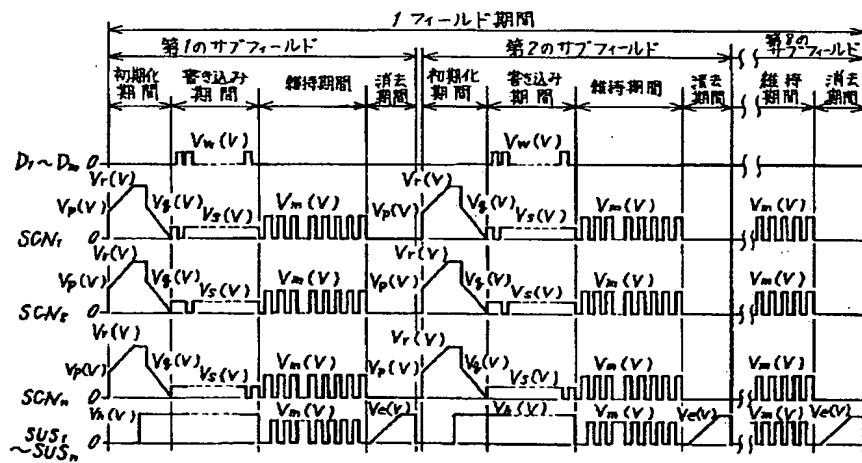 1フィールド期間
第1のサブフィールド 第2のサブフィールド 第8のサブフィールド
初期化期間 書き込み期間 維持期間 消去期間 初期化期間 書き込み期間 維持期間 消去期間 維持期間 消去期間
D1～Dm 0 Vw(V) Vw(V)
Vr(V) Vr(V)
Vp(V) Vq(V) Vs(V) Vm(V) Vp(V) Vq(V) Vs(V) Vm(V) Vm(V)
SCN1 0
Vr(V) Vr(V)
Vp(V) Vq(V) Vs(V) Vm(V) Vp(V) Vq(V) Vs(V) Vm(V) Vm(V)
SCN2 0
Vr(V) Vr(V)
Vp(V) Vq(V) Vs(V) Vm(V) Vp(V) Vq(V) Vs(V) Vm(V) Vm(V)
SCNn 0
Vh(V) Vm(V) Ve(V) Vh(V) Vm(V) Ve(V) Vm(V) Ve(V)
SUS1～SUSn 0